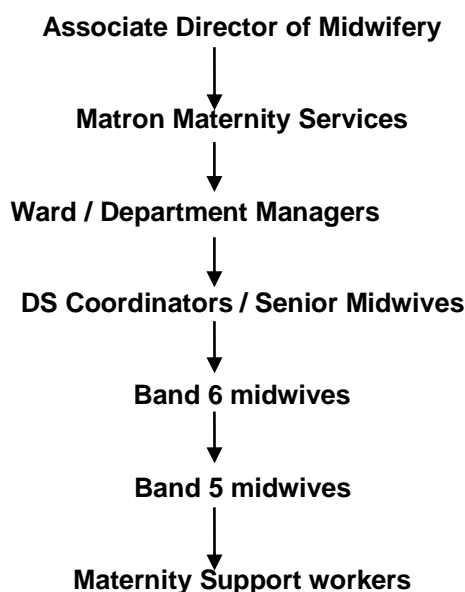 Associate Director of Midwifery
Matron Maternity Services
Ward / Department Managers
DS Coordinators / Senior Midwives
Band 6 midwives
Band 5 midwives
Maternity Support workers